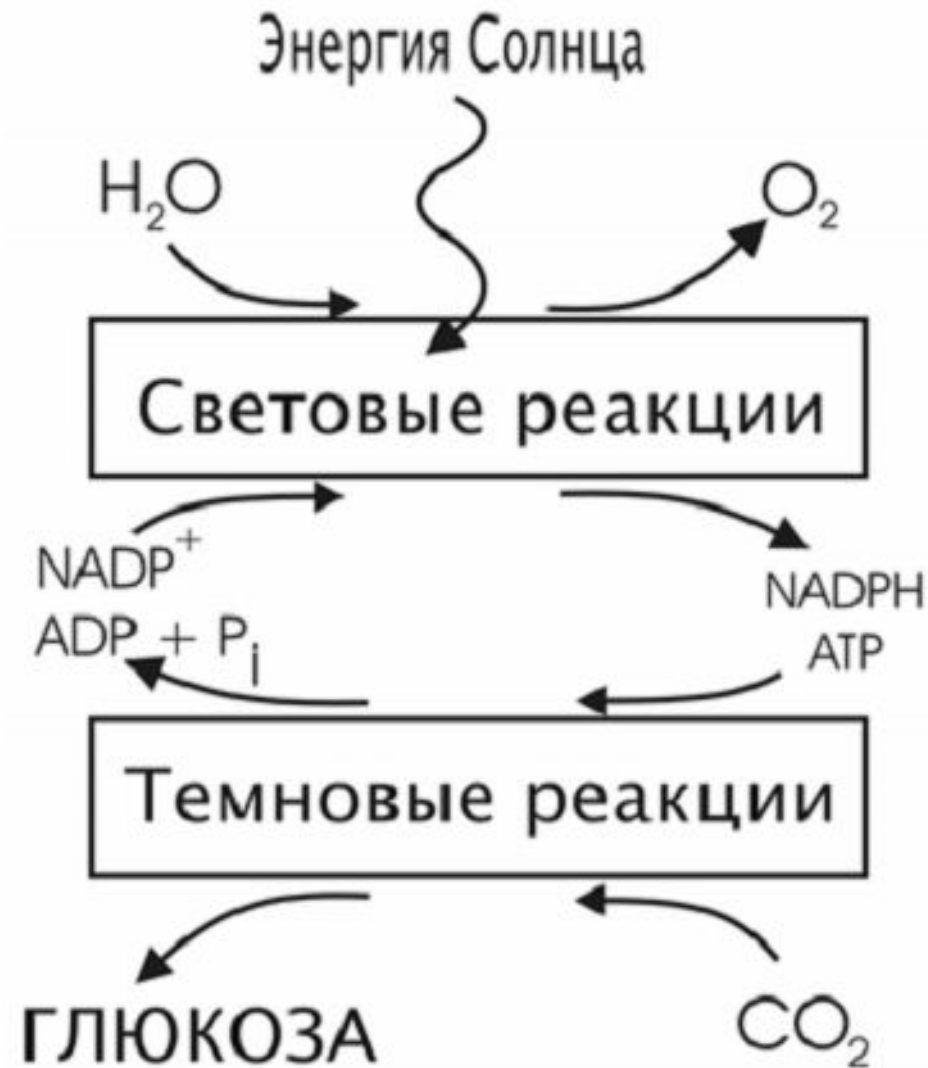 Энергия Солнца
H₂O
O₂
Световые реакции
NADP⁺
ADP + Pᵢ
NADPH
ATP
Темновые реакции
ГЛЮКОЗА
CO₂